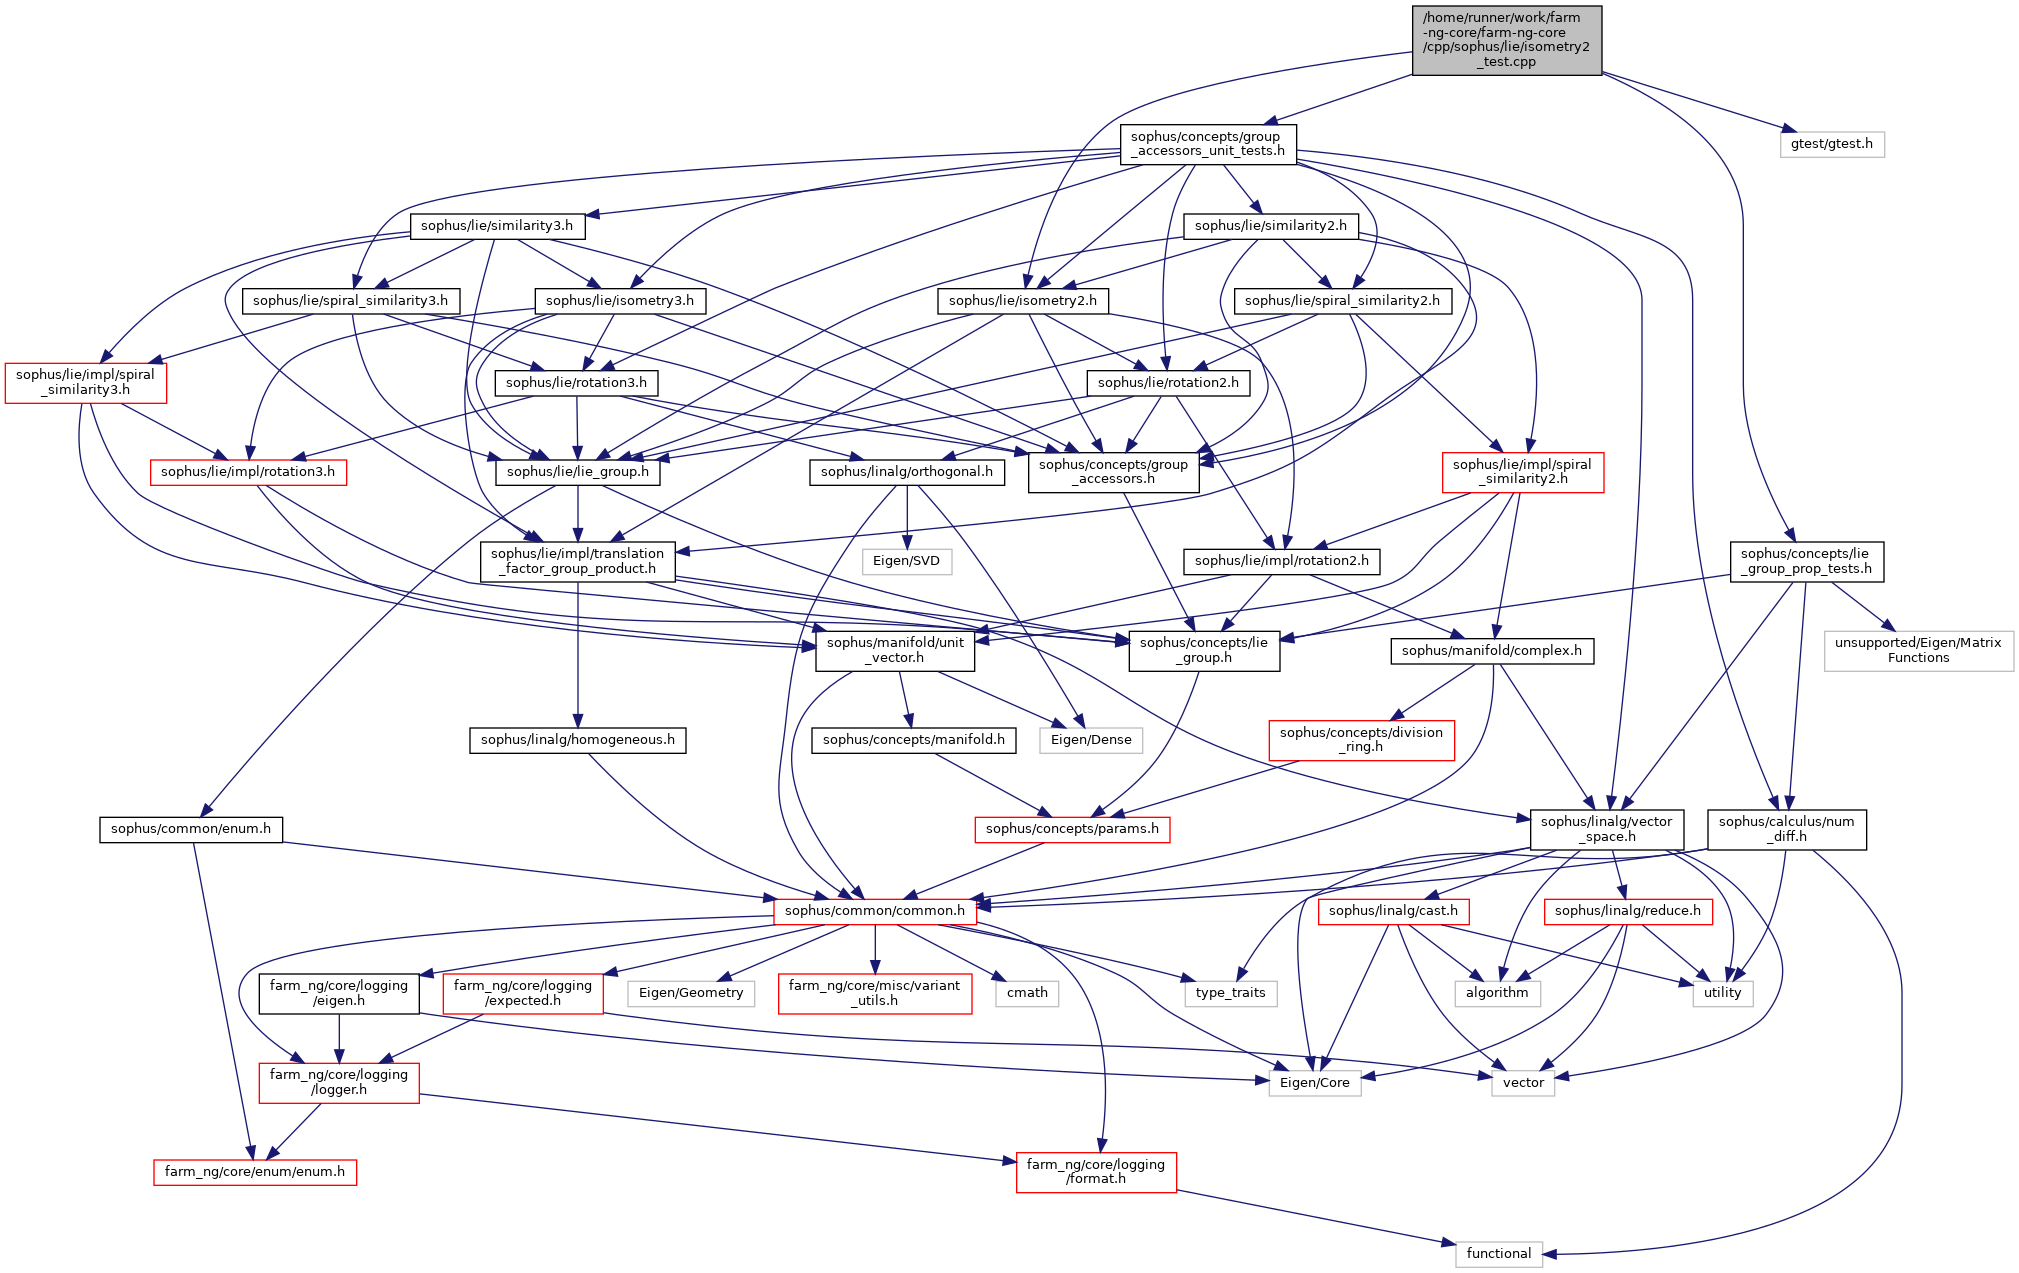 /home/runner/work/farm
-ng-core/farm-ng-core
/cpp/sophus/lie/isometry2
_test.cpp
sophus/concepts/group
_accessors_unit_tests.h
gtest/gtest.h
sophus/lie/similarity3.h
sophus/lie/similarity2.h
sophus/lie/spiral_similarity3.h
sophus/lie/isometry3.h
sophus/lie/isometry2.h
sophus/lie/spiral_similarity2.h
sophus/lie/impl/spiral
_similarity3.h
sophus/lie/rotation3.h
sophus/lie/rotation2.h
sophus/lie/impl/rotation3.h
sophus/lie/lie_group.h
sophus/linalg/orthogonal.h
sophus/concepts/group
_accessors.h
sophus/lie/impl/spiral
_similarity2.h
sophus/lie/impl/translation
_factor_group_product.h
Eigen/SVD
sophus/lie/impl/rotation2.h
sophus/concepts/lie
_group_prop_tests.h
sophus/manifold/unit
_vector.h
sophus/concepts/lie
_group.h
sophus/manifold/complex.h
unsupported/Eigen/Matrix
Functions
sophus/linalg/homogeneous.h
sophus/concepts/manifold.h
Eigen/Dense
sophus/concepts/division
_ring.h
sophus/common/enum.h
sophus/concepts/params.h
sophus/linalg/vector
_space.h
sophus/calculus/num
_diff.h
sophus/common/common.h
sophus/linalg/cast.h
sophus/linalg/reduce.h
farm_ng/core/logging
/eigen.h
farm_ng/core/logging
/expected.h
Eigen/Geometry
farm_ng/core/misc/variant
_utils.h
cmath
type_traits
algorithm
utility
farm_ng/core/logging
/logger.h
Eigen/Core
vector
farm_ng/core/enum/enum.h
farm_ng/core/logging
/format.h
functional